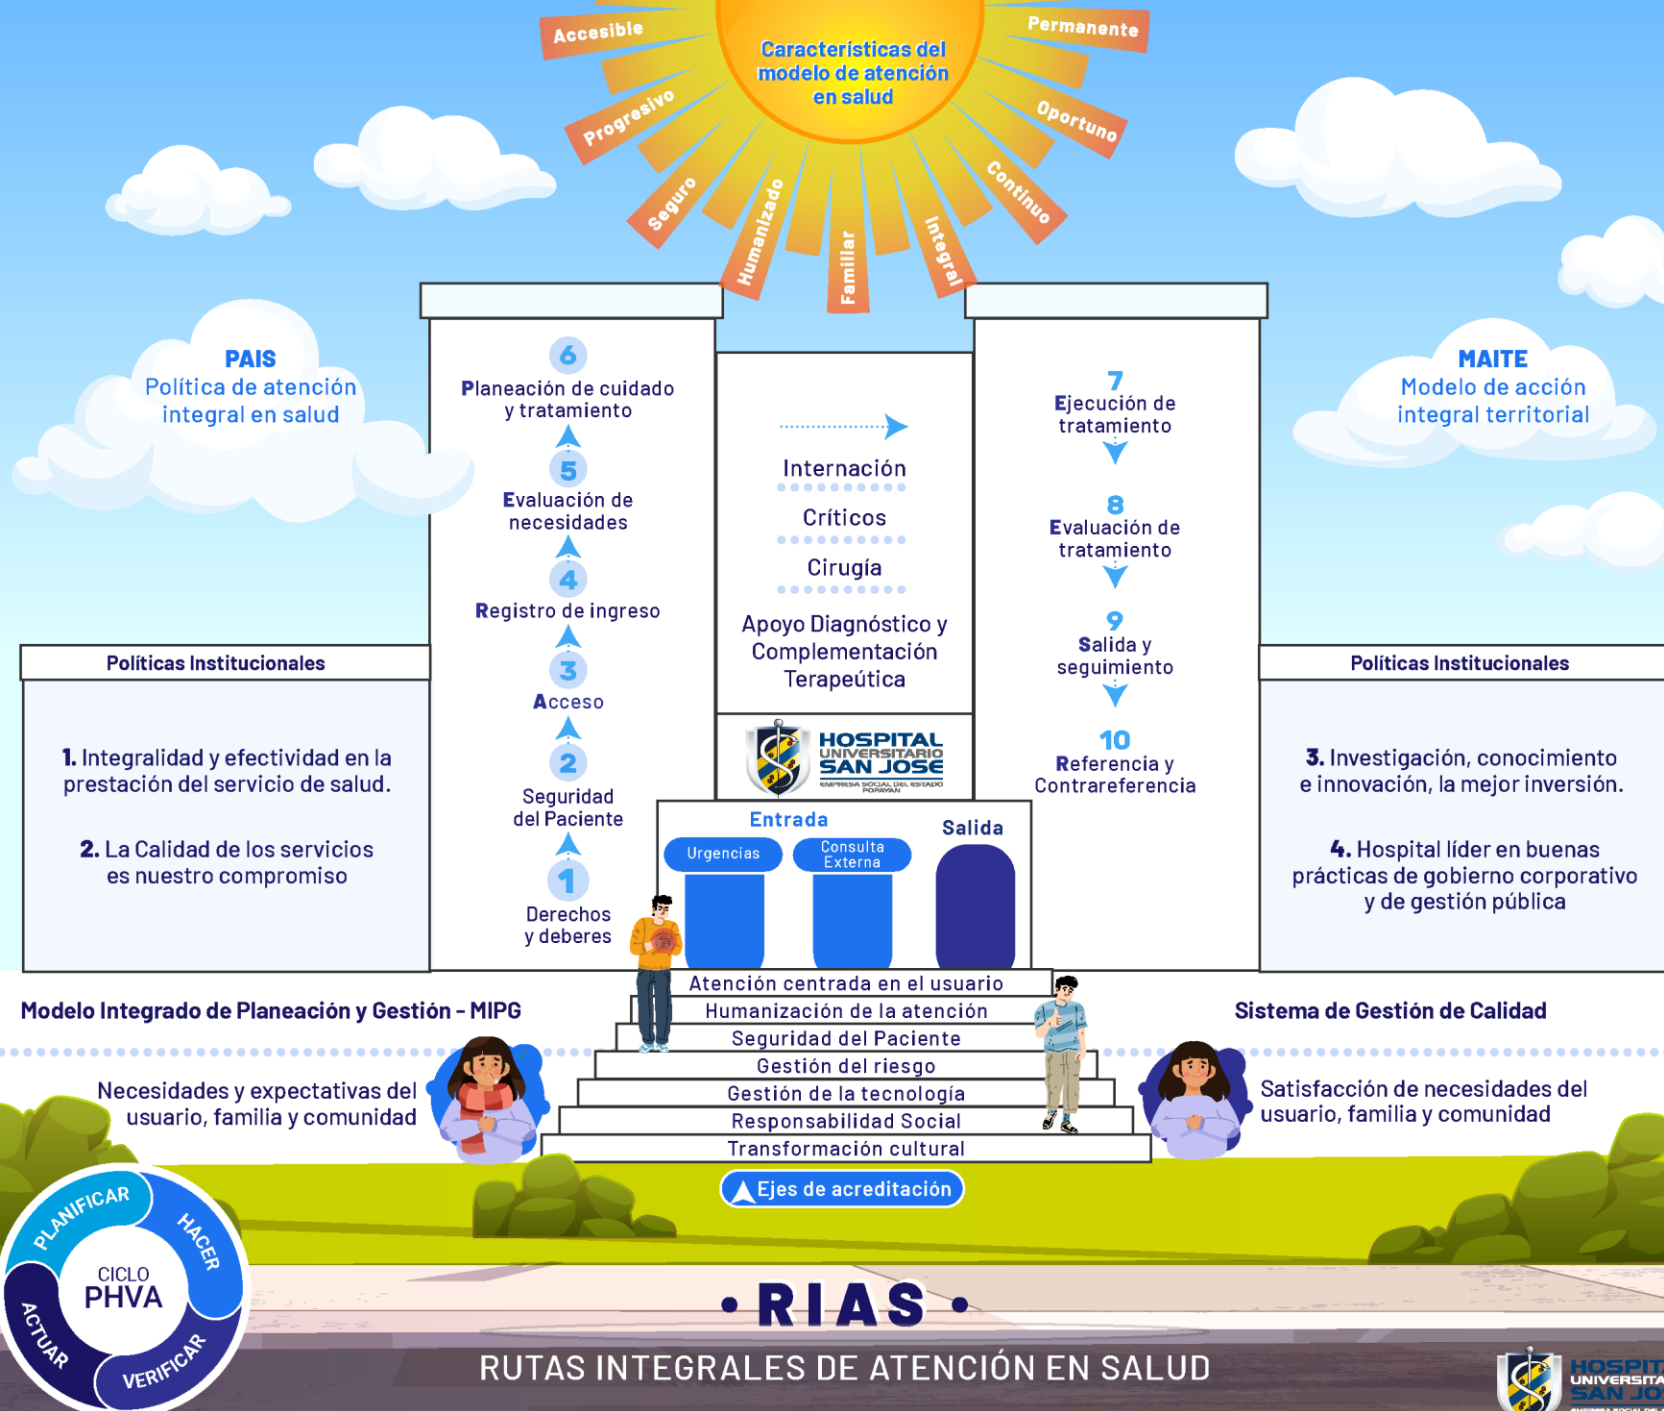 Características del
modelo de atención
en salud
Accesible
Progresivo
Seguro
Humanizado
Familiar
Integral
Continuo
Oportuno
Permanente
PAIS
Política de atención
integral en salud
MAITE
Modelo de acción
integral territorial
6
Planeación de cuidado
y tratamiento
5
Evaluación de
necesidades
4
Registro de ingreso
3
Acceso
2
Seguridad
del Paciente
1
Derechos
y deberes
Internación
Críticos
Cirugía
Apoyo Diagnóstico y
Complementación
Terapeútica
HOSPITAL
UNIVERSITARIO
SAN JOSE
EMPRESA SOCIAL DEL ESTADO
POPAYAN
7
Ejecución de
tratamiento
8
Evaluación de
tratamiento
9
Salida y
seguimiento
10
Referencia y
Contrareferencia
Políticas Institucionales
1. Integralidad y efectividad en la
prestación del servicio de salud.
2. La Calidad de los servicios
es nuestro compromiso
Políticas Institucionales
3. Investigación, conocimiento
e innovación, la mejor inversión.
4. Hospital líder en buenas
prácticas de gobierno corporativo
y de gestión pública
Entrada
Salida
Urgencias
Consulta
Externa
Atención centrada en el usuario
Humanización de la atención
Seguridad del Paciente
Gestión del riesgo
Gestión de la tecnología
Responsabilidad Social
Transformación cultural
Ejes de acreditación
Modelo Integrado de Planeación y Gestión - MIPG
Sistema de Gestión de Calidad
Necesidades y expectativas del
usuario, familia y comunidad
Satisfacción de necesidades del
usuario, familia y comunidad
PLANIFICAR
HACER
VERIFICAR
ACTUAR
CICLO
PHVA
• RIAS •
RUTAS INTEGRALES DE ATENCIÓN EN SALUD
HOSPITA
UNIVERSITA
SAN JOS